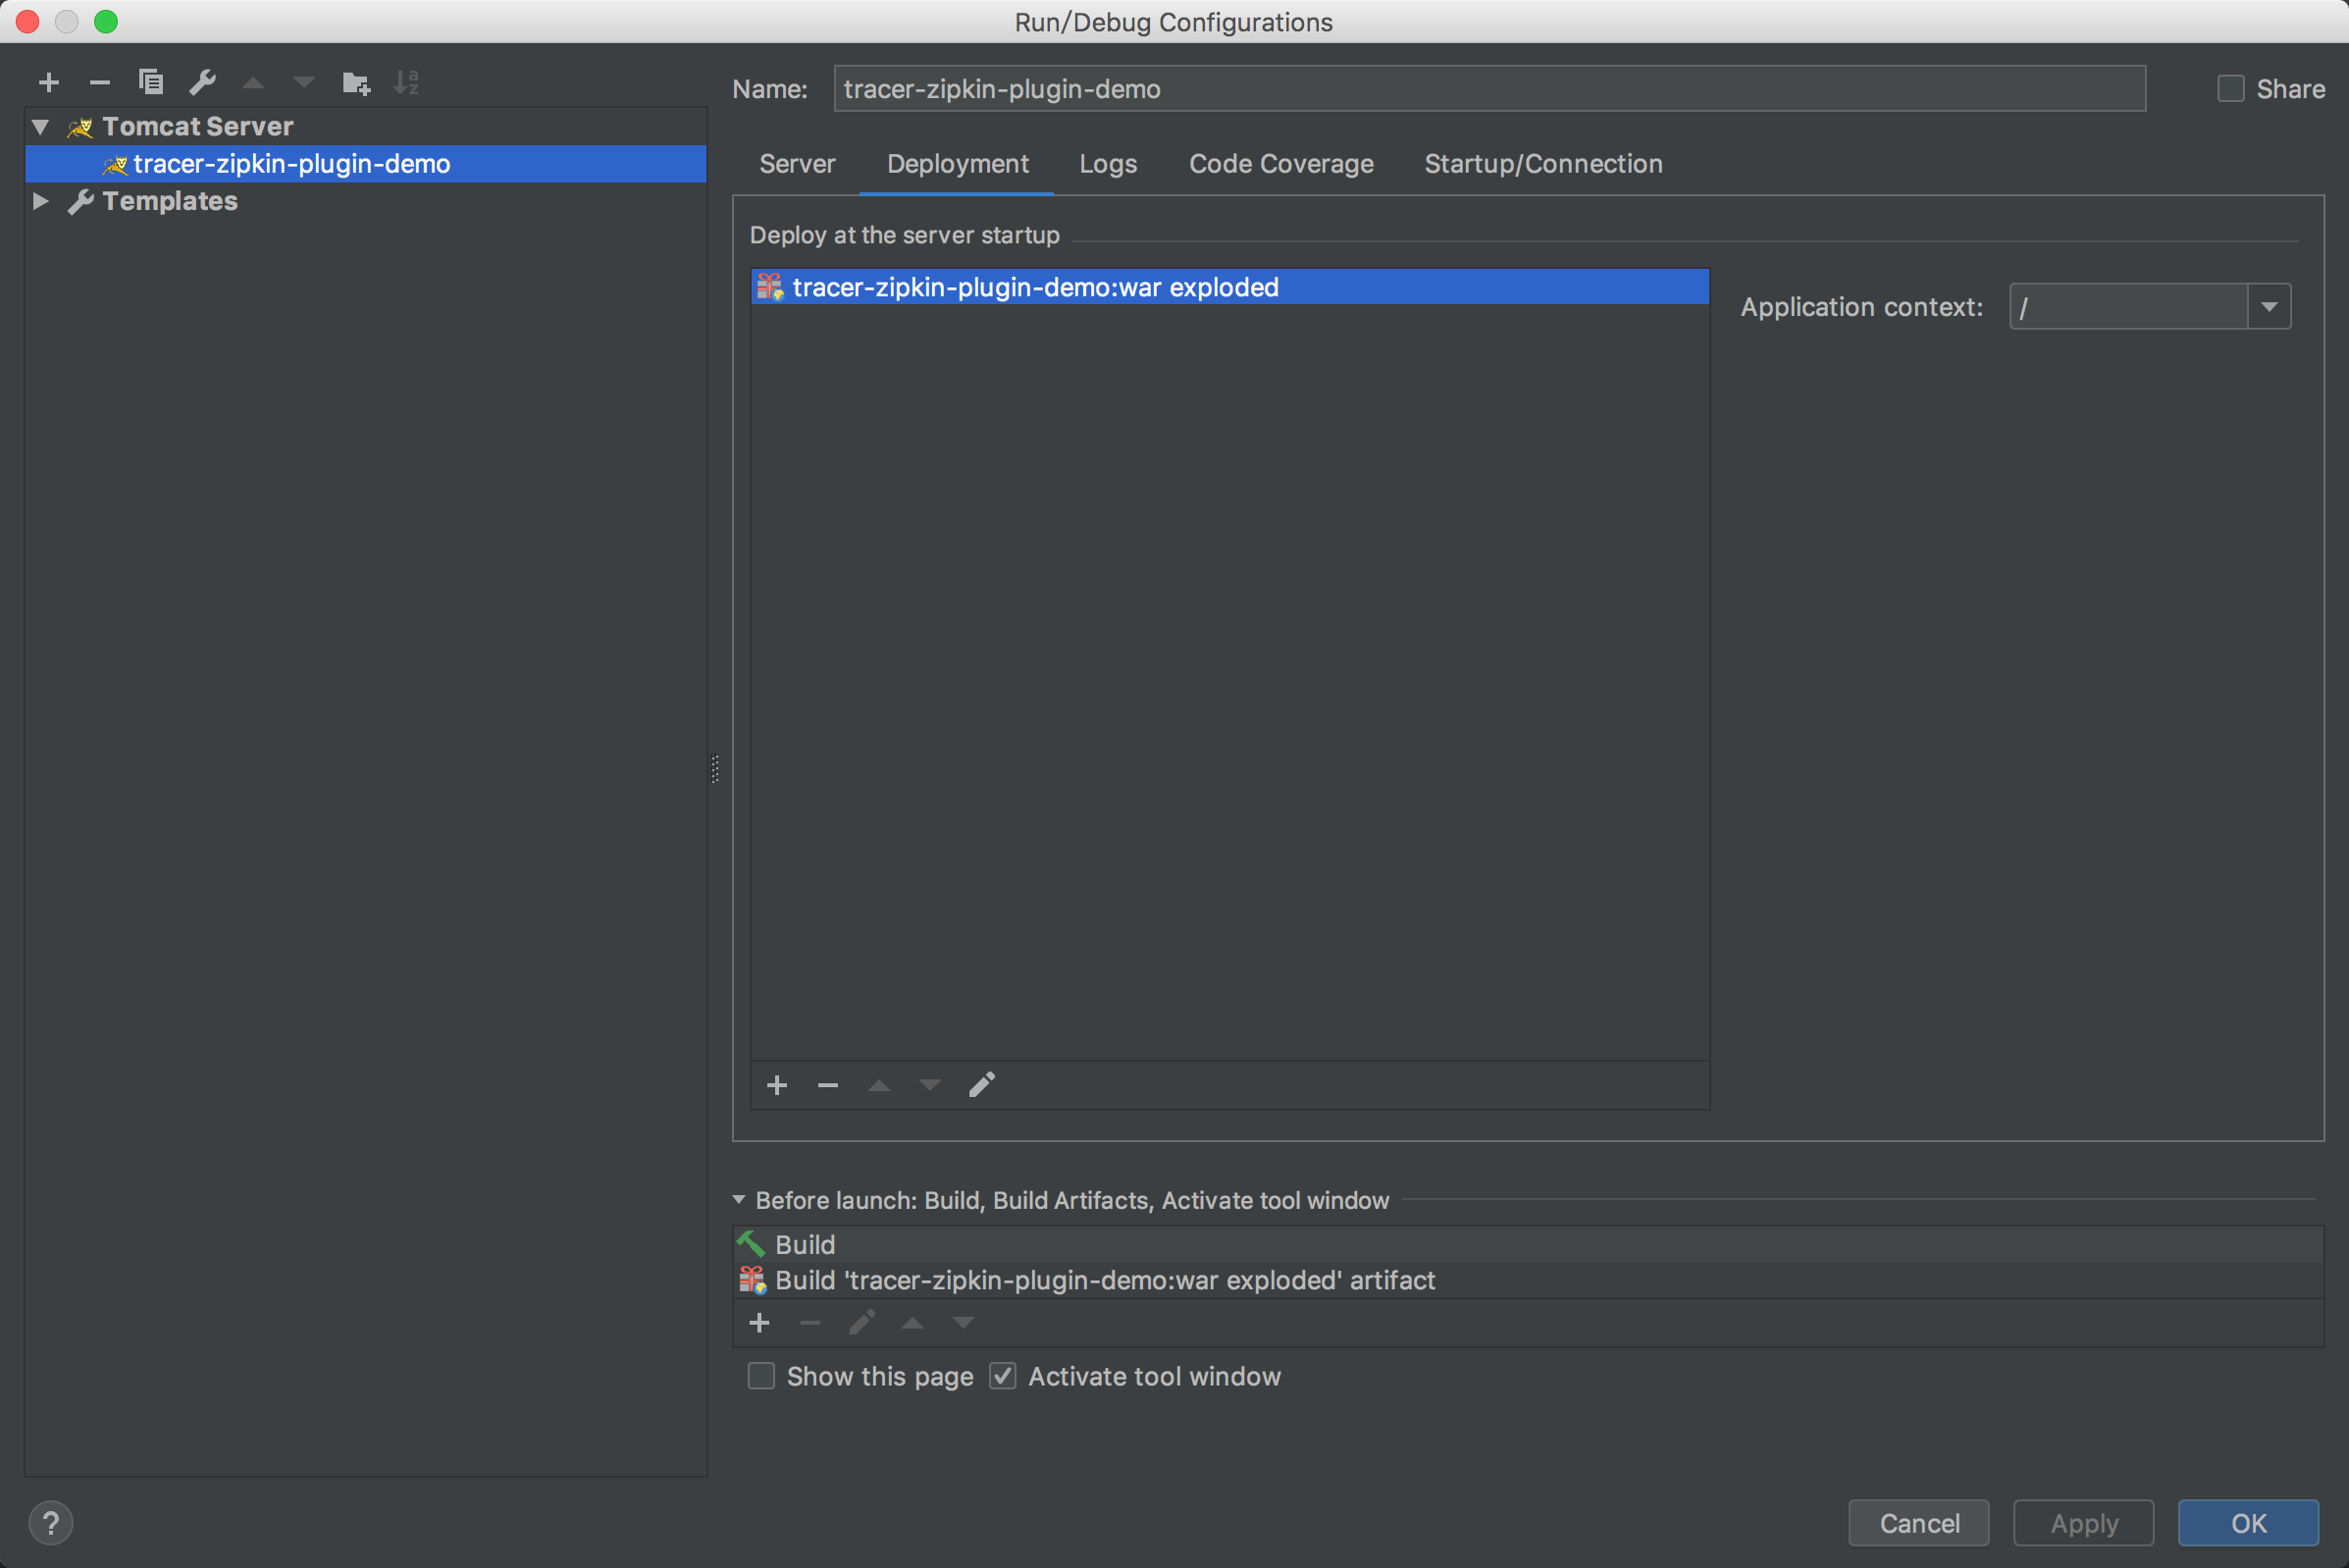 Run/Debug Configurations
Name: tracer-zipkin-plugin-demo
Share
Tomcat Server
tracer-zipkin-plugin-demo
Templates
Server Deployment Logs Code Coverage Startup/Connection
Deploy at the server startup
tracer-zipkin-plugin-demo:war exploded
Application context: /
Before launch: Build, Build Artifacts, Activate tool window
Build
Build 'tracer-zipkin-plugin-demo:war exploded' artifact
Show this page Activate tool window
? Cancel Apply OK